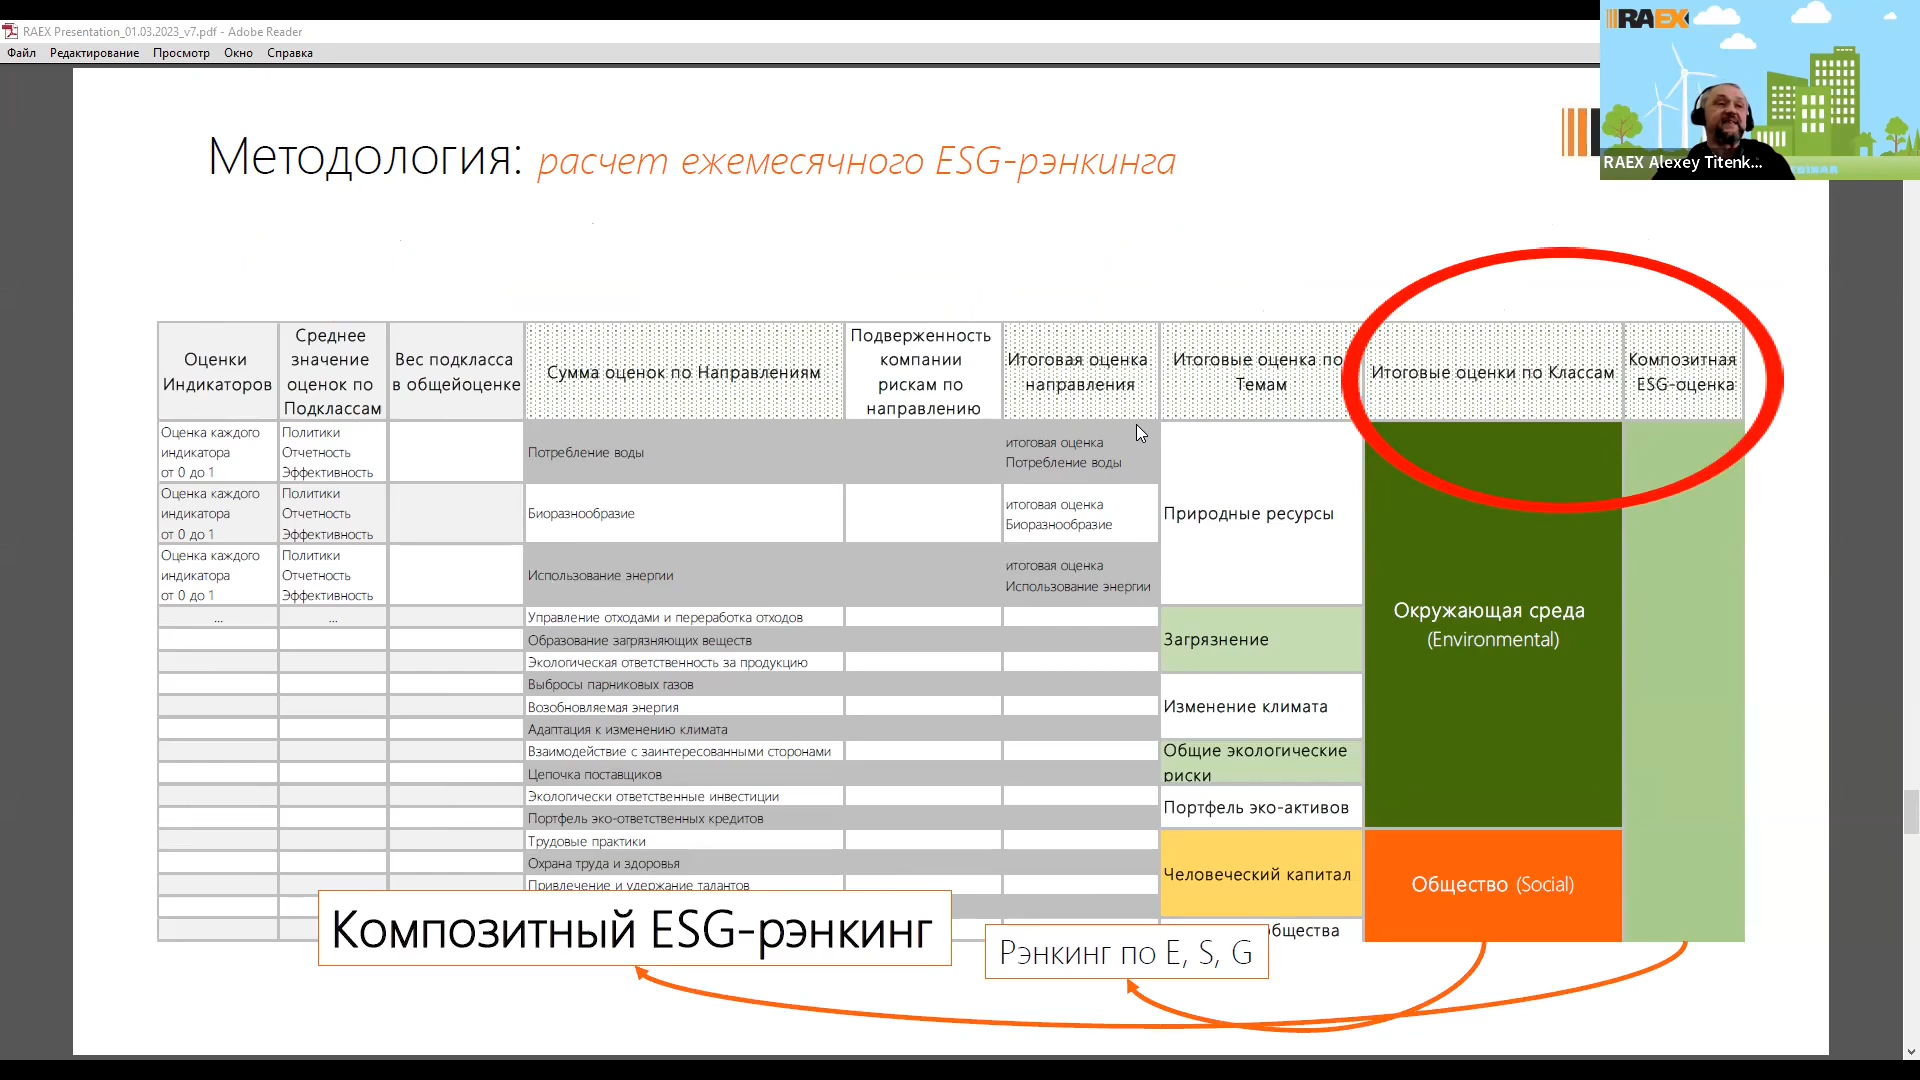 RAEX Presentation_01.03.2023_v7.pdf - Adobe Reader
Файл Редактирование Просмотр Окно Справка
RAEX
RAEX Alexey Titenk...
Методология: расчет ежемесячного ESG-рэнкинга
Оценки
Индикаторов
Среднее
значение
оценок по
Подклассам
Вес подкласса
в общейоценке
Сумма оценок по Направлениям
Подверженность
компании
рискам по
направлению
Итоговая оценка
направления
Итоговые оценка по
Темам
Итоговые оценки по Классам
Композитная
ESG-оценка
Оценка каждого
индикатора
от 0 до 1
Политики
Отчетность
Эффективность
Потребление воды
итоговая оценка
Потребление воды
Оценка каждого
индикатора
от 0 до 1
Политики
Отчетность
Эффективность
Биоразнообразие
итоговая оценка
Биоразнообразие
Оценка каждого
индикатора
от 0 до 1
Политики
Отчетность
Эффективность
Использование энергии
итоговая оценка
Использование энергии
Природные ресурсы
... ...
Управление отходами и переработка отходов
Образование загрязняющих веществ
Экологическая ответственность за продукцию
Загрязнение
Выбросы парниковых газов
Возобновляемая энергия
Адаптация к изменению климата
Изменение климата
Взаимодействие с заинтересованными сторонами
Цепочка поставщиков
Общие экологические
риски
Экологически ответственные инвестиции
Портфель эко-ответственных кредитов
Портфель эко-активов
Окружающая среда
(Environmental)
Трудовые практики
Охрана труда и здоровья
Привлечение и удержание талантов
Человеческий капитал
Общество (Social)
общества
Композитный ESG-рэнкинг
Рэнкинг по E, S, G